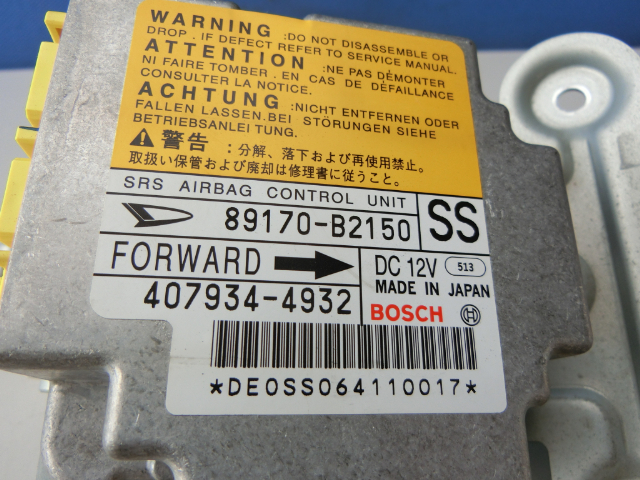 WARNING :DO NOT DISASSEMBLE OR
DROP. IF DEFECT REFER TO SERVICE MANUAL.
ATTENTION :NE PAS DÉMONTER
NI FAIRE TOMBER. EN CAS DE DÉFAILLANCE
CONSULTER LA NOTICE.
ACHTUNG :NICHT ENTFERNEN ODER
FALLEN LASSEN.BEI STÖRUNGEN SIEHE
BETRIEBSANLEITUNG.
警告:分解、落下および再使用禁止。
取扱い保管および廃却は修理書に従うこと。
SRS AIRBAG CONTROL UNIT
89170-B2150 SS
FORWARD
DC 12V 513
407934-4932
MADE IN JAPAN
BOSCH
*DE0SS064110017*